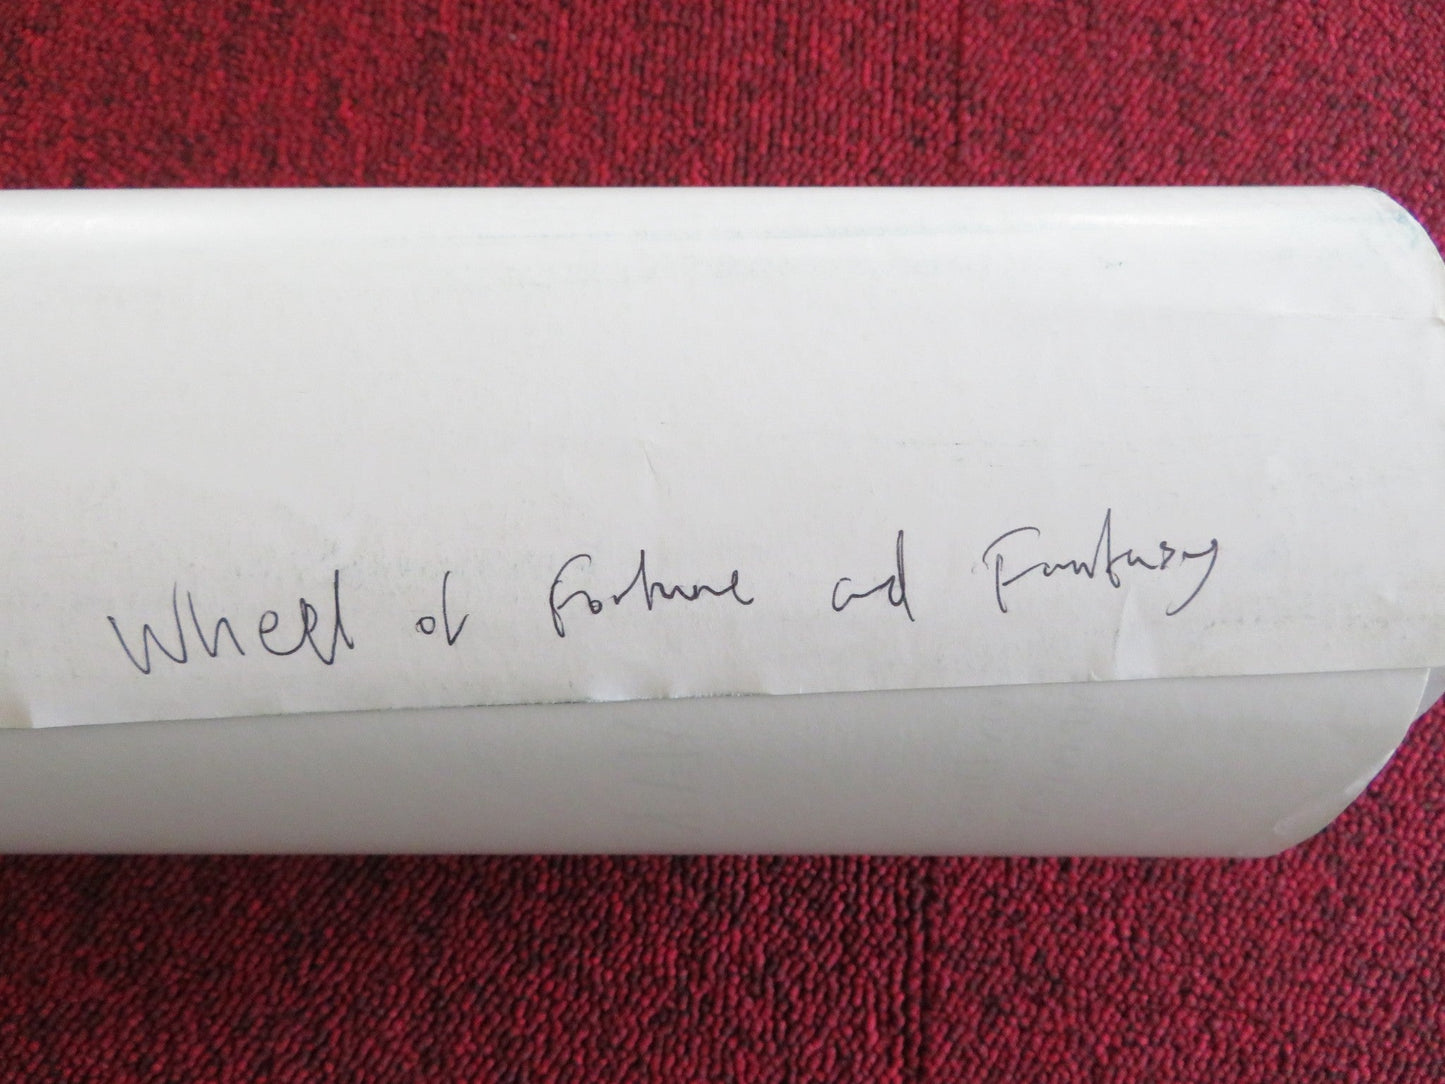 Wheel of Fortune and Fantasy